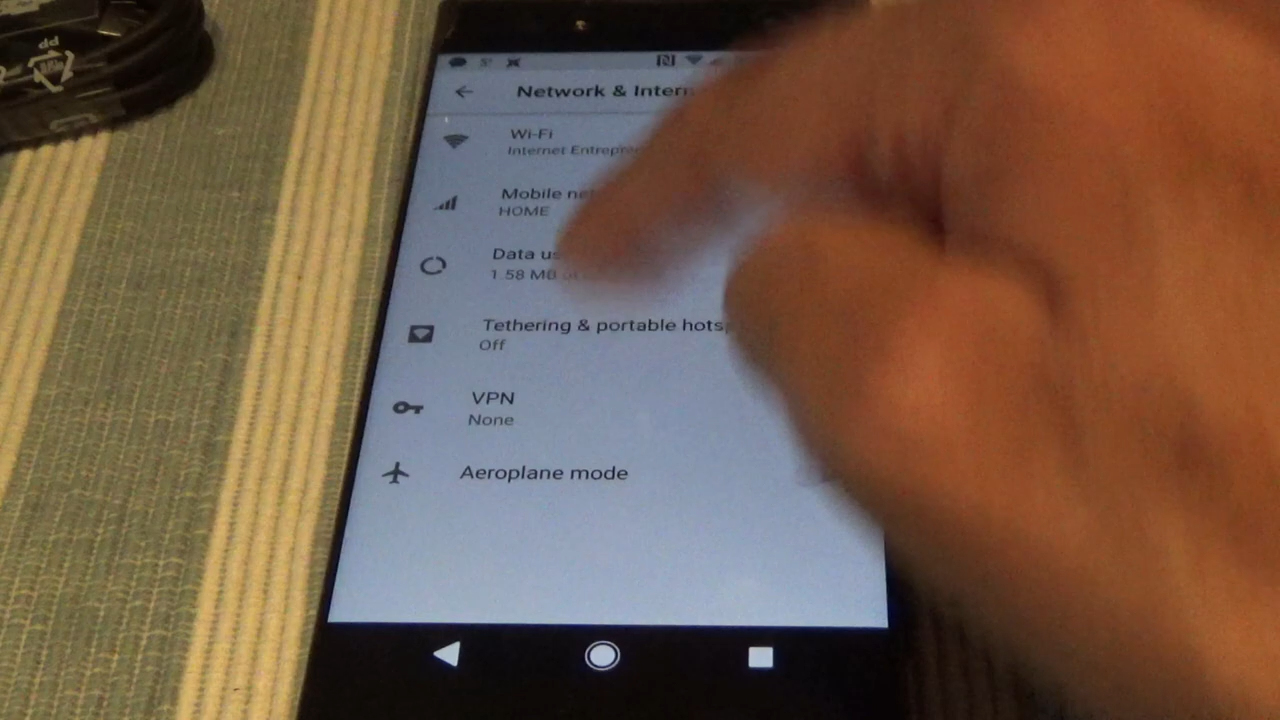 Network & Intern
Wi-Fi
Internet Entrepre
Mobile net
HOME
Data us
1.58 MB
Tethering & portable hots
Off
VPN
None
Aeroplane mode